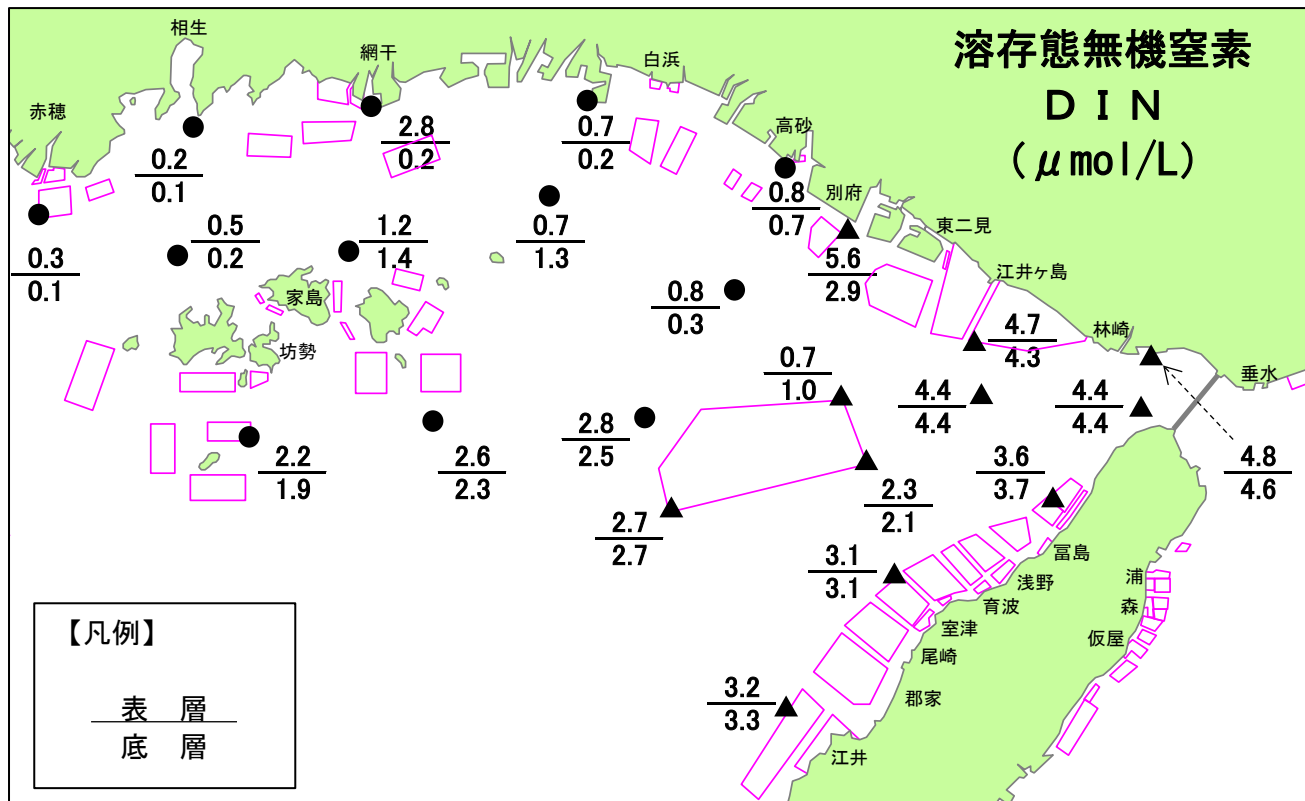 溶存態無機窒素
DIN
(μmol/L)
相生
網干
白浜
赤穂
高砂
別府
東二見
江井ヶ島
林崎
垂水
家島
坊勢
2.8
0.2
0.7
0.2
0.2
0.1
0.8
0.7
0.5
0.2
1.2
1.4
0.7
1.3
0.3
0.1
5.6
2.9
0.8
0.3
4.7
4.3
0.7
1.0
4.4
4.4
4.4
4.4
2.8
2.5
2.2
1.9
2.6
2.3
3.6
3.7
4.8
4.6
2.3
2.1
2.7
2.7
3.1
3.1
3.2
3.3
冨島
浅野
育波
室津
尾崎
郡家
江井
浦
森
仮屋
【凡例】
表 層
底 層